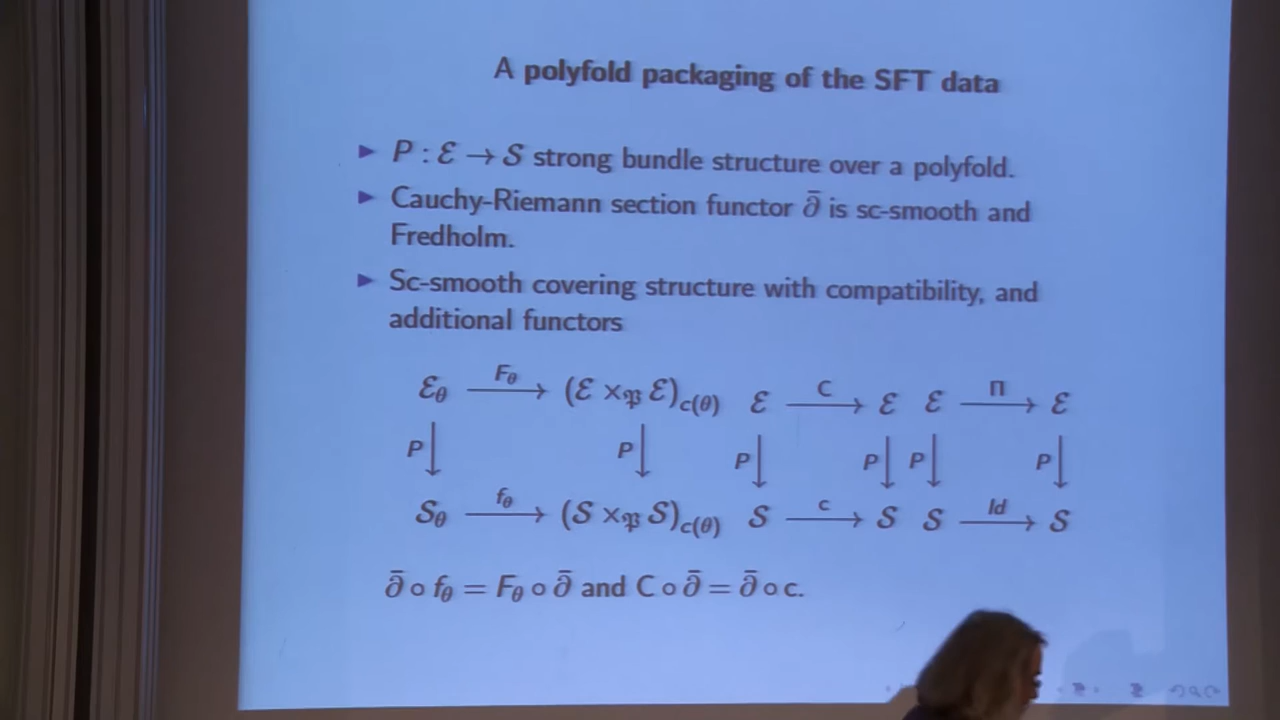 A polyfold packaging of the SFT data
▶ P : ℰ → 𝒮 strong bundle structure over a polyfold.
▶ Cauchy-Riemann section functor ∂̄ is sc-smooth and
Fredholm.
▶ Sc-smooth covering structure with compatibility, and
additional functors
ℰ_θ —F_θ→ (ℰ ×_𝔓 ℰ)_{c(θ)} ℰ —C→ ℰ ℰ —Π→ ℰ
P↓ P↓ P↓ P↓ P↓ P↓
𝒮_θ —f_θ→ (𝒮 ×_𝔓 𝒮)_{c(θ)} 𝒮 —c→ 𝒮 𝒮 —Id→ 𝒮
∂̄ ∘ f_θ = F_θ ∘ ∂̄ and C ∘ ∂̄ = ∂̄ ∘ c.